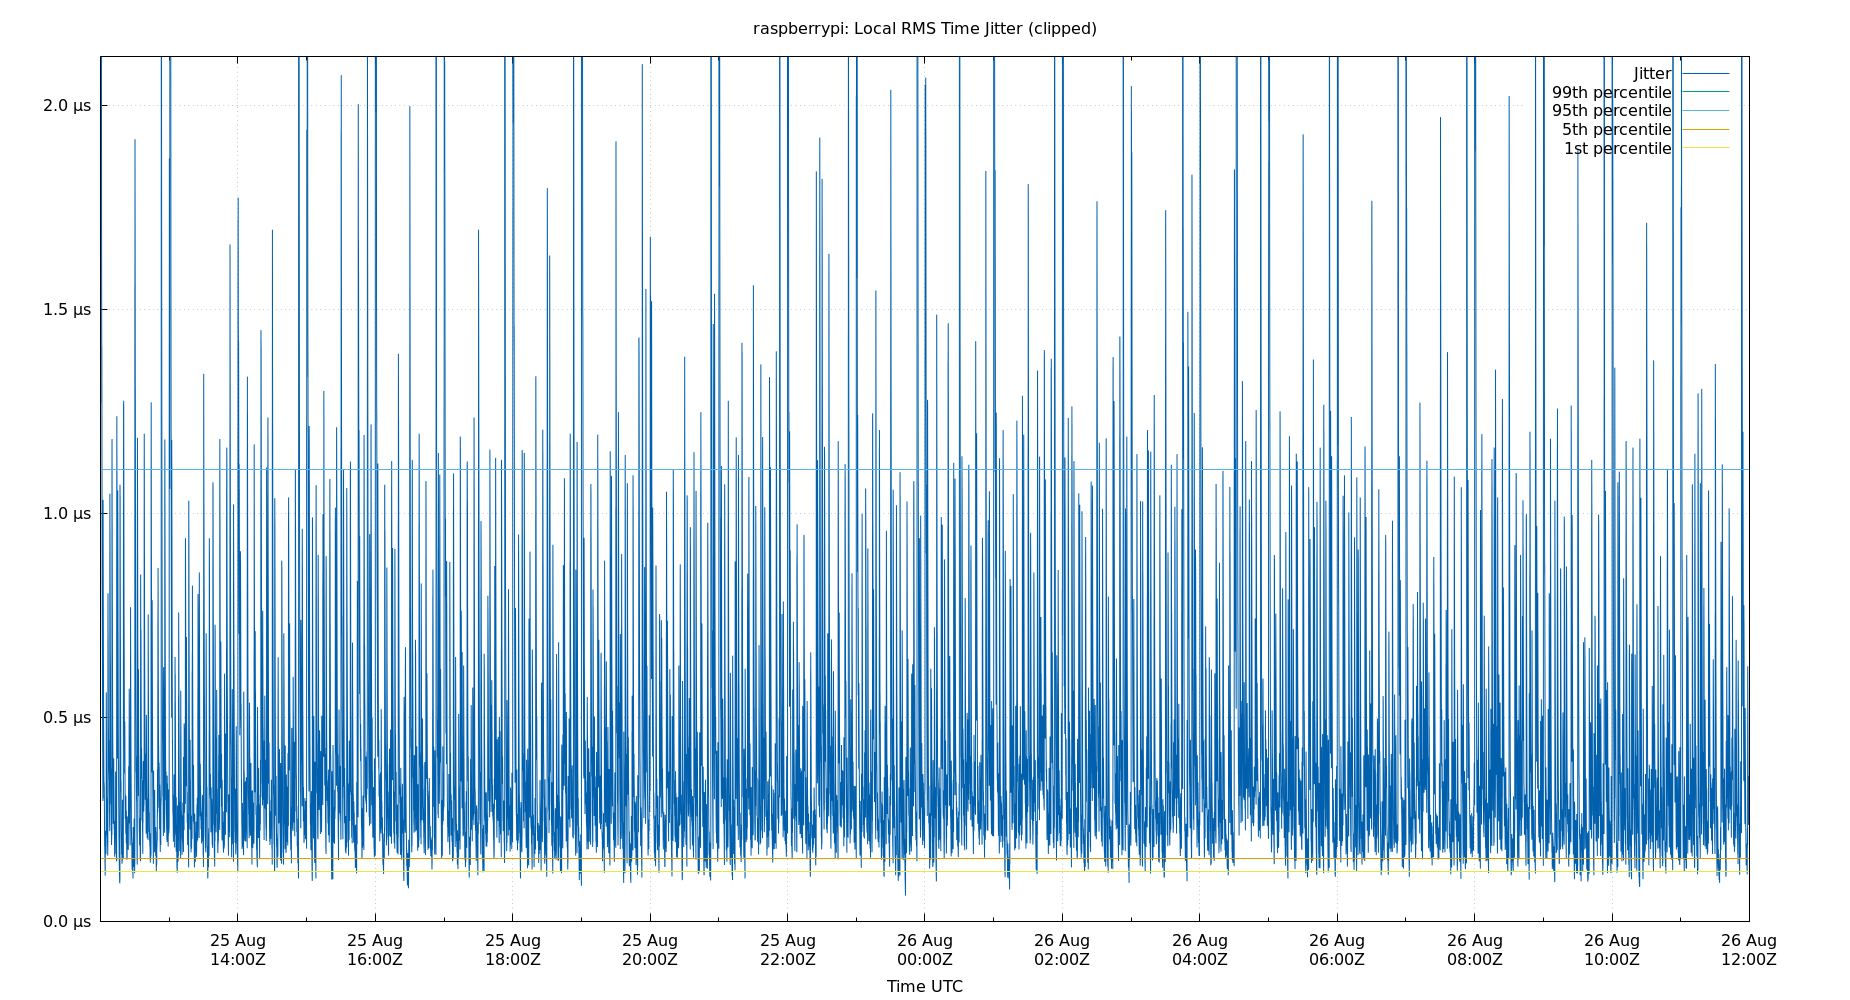 raspberrypi: Local RMS Time Jitter (clipped)
Jitter
99th percentile
95th percentile
5th percentile
1st percentile
2.0 µs
1.5 µs
1.0 µs
0.5 µs
0.0 µs
25 Aug 14:00Z
25 Aug 16:00Z
25 Aug 18:00Z
25 Aug 20:00Z
25 Aug 22:00Z
26 Aug 00:00Z
26 Aug 02:00Z
26 Aug 04:00Z
26 Aug 06:00Z
26 Aug 08:00Z
26 Aug 10:00Z
26 Aug 12:00Z
Time UTC